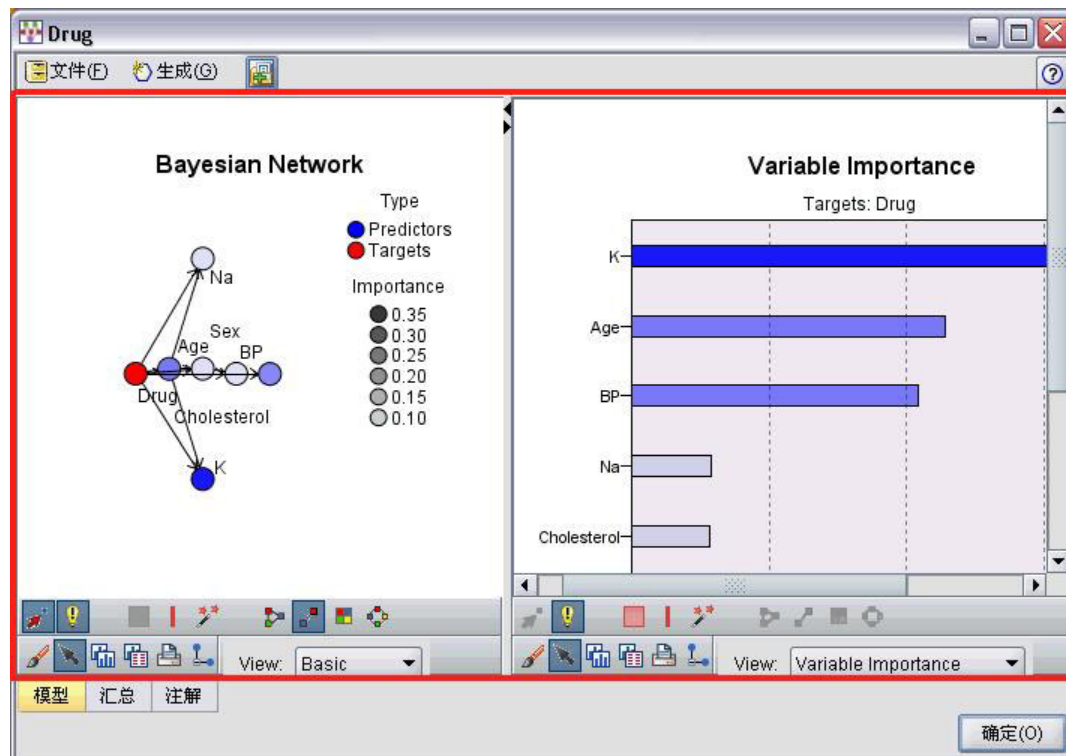 Drug
文件(F) 生成(G)
Bayesian Network
Type
Predictors
Targets
Importance
0.35
0.30
0.25
0.20
0.15
0.10
Na
Sex
Age
BP
Drug
Cholesterol
K
View: Basic
Variable Importance
Targets: Drug
K
Age
BP
Na
Cholesterol
View: Variable Importance
模型 汇总 注解
确定(O)